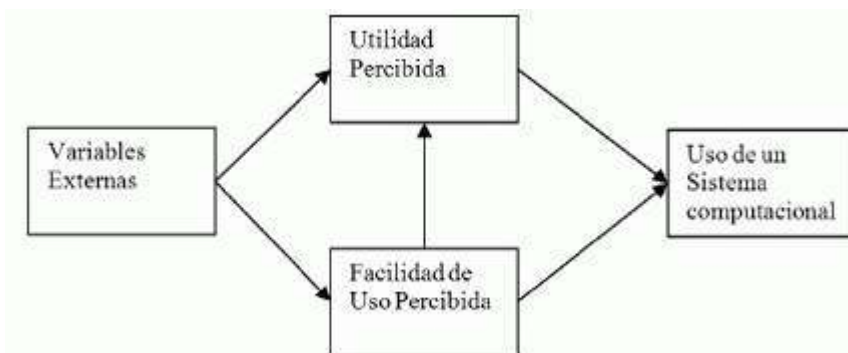 Utilidad
Percibida
Variables
Externas
Uso de un
Sistema
computacional
Facilidad de
Uso Percibida